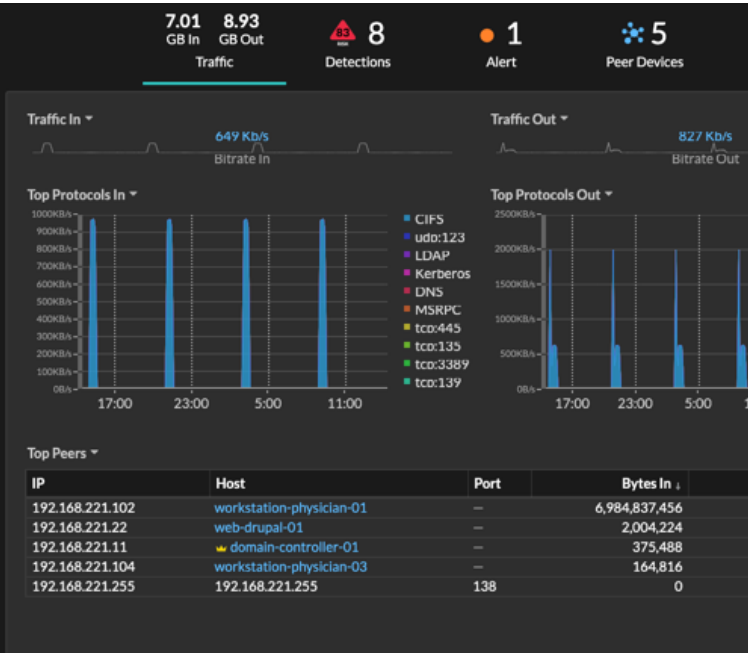 7.01 8.93 83 8 1 5
GB In GB Out RISK
Traffic Detections Alert Peer Devices
Traffic In
649 Kb/s
Bitrate In
Traffic Out
827 Kb/s
Bitrate Out
Top Protocols In
1000KB/s
900KB/s
800KB/s
700KB/s
600KB/s
500KB/s
400KB/s
300KB/s
200KB/s
100KB/s
0B/s
17:00 23:00 5:00 11:00
CIFS
udp:123
LDAP
Kerberos
DNS
MSRPC
tcp:445
tcp:135
tcp:3389
tcp:139
Top Protocols Out
2500KB/s
2000KB/s
1500KB/s
1000KB/s
500KB/s
0B/s
17:00 23:00 5:00
Top Peers
IP Host Port Bytes In ↓
192.168.221.102 workstation-physician-01 — 6,984,837,456
192.168.221.22 web-drupal-01 — 2,004,224
192.168.221.11 domain-controller-01 — 375,488
192.168.221.104 workstation-physician-03 — 164,816
192.168.221.255 192.168.221.255 138 0